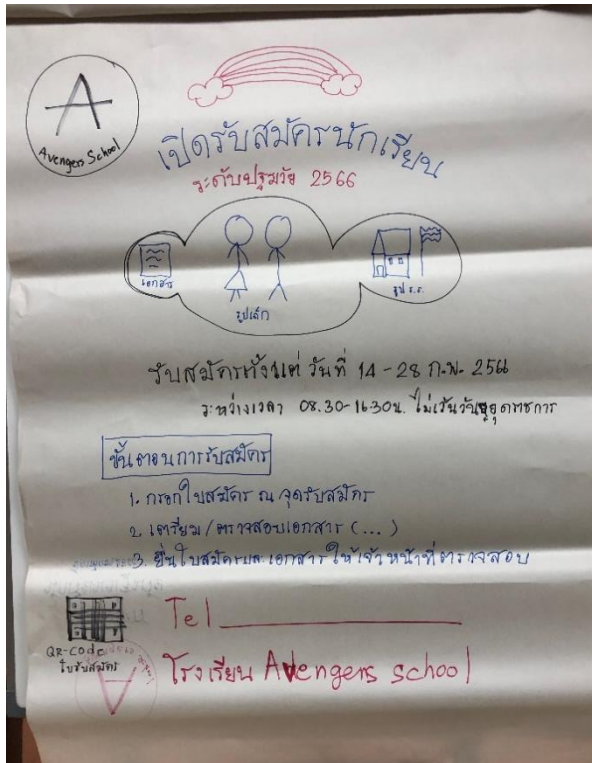 A
Avengers School
เปิดรับสมัครนักเรียน
ระดับปฐมวัย 2566
เอกสาร
รูปเด็ก
รูป ร.ร.
รับสมัครตั้งแต่ วันที่ 14-28 ก.พ. 2566
ระหว่างเวลา 08.30-16.30น. ไม่เว้นวันหยุดราชการ
ขั้นตอนการรับสมัคร
1. กรอกใบสมัคร ณ จุดรับสมัคร
2. เตรียม/ตรวจสอบเอกสาร (...)
3. ยื่นใบสมัครและเอกสารให้เจ้าหน้าที่ตรวจสอบ
QR-Code
ใบรับสมัคร
Tel
โรงเรียน Avengers school
A